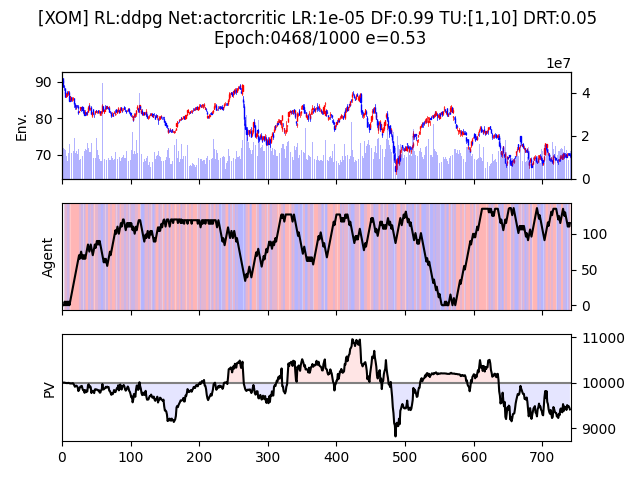 [XOM] RL:ddpg Net:actorcritic LR:1e-05 DF:0.99 TU:[1,10] DRT:0.05
Epoch:0468/1000 e=0.53
1e7
90
80
70
Env.
4
2
0
Agent
100
50
0
PV
11000
10000
9000
0 100 200 300 400 500 600 700